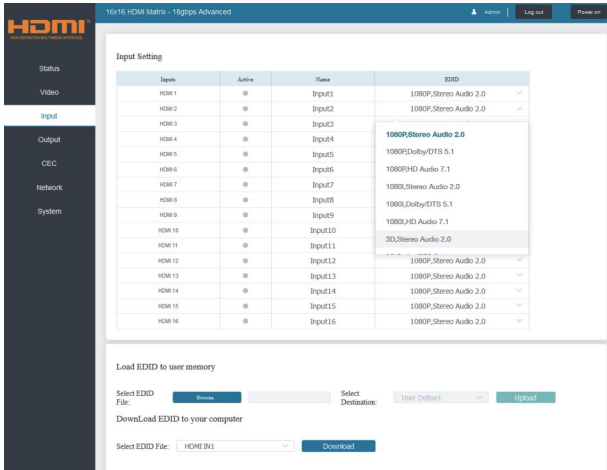 16x16 HDMI Matrix - 18gbps Advanced
Admin | Log out Power on
HDMI®
HIGH-DEFINITION MULTIMEDIA INTERFACE
Status
Video
Input
Output
CEC
Network
System
Input Setting
Inputs Active Name EDID
HDMI 1 Input1 1080P,Stereo Audio 2.0
HDMI 2 Input2 1080P,Stereo Audio 2.0
HDMI 3 Input3
HDMI 4 Input4
HDMI 5 Input5
HDMI 6 Input6
HDMI 7 Input7
HDMI 8 Input8
HDMI 9 Input9
HDMI 10 Input10
HDMI 11 Input11
HDMI 12 Input12 1080P,Stereo Audio 2.0
HDMI 13 Input13 1080P,Stereo Audio 2.0
HDMI 14 Input14 1080P,Stereo Audio 2.0
HDMI 15 Input15 1080P,Stereo Audio 2.0
HDMI 16 Input16 1080P,Stereo Audio 2.0
1080P,Stereo Audio 2.0
1080P,Dolby/DTS 5.1
1080P,HD Audio 7.1
1080I,Stereo Audio 2.0
1080I,Dolby/DTS 5.1
1080I,HD Audio 7.1
3D,Stereo Audio 2.0
Load EDID to user memory
Select EDID File: Browse... Select Destination: User Define1 Upload
DownLoad EDID to your computer
Select EDID File: HDMI IN1 Download